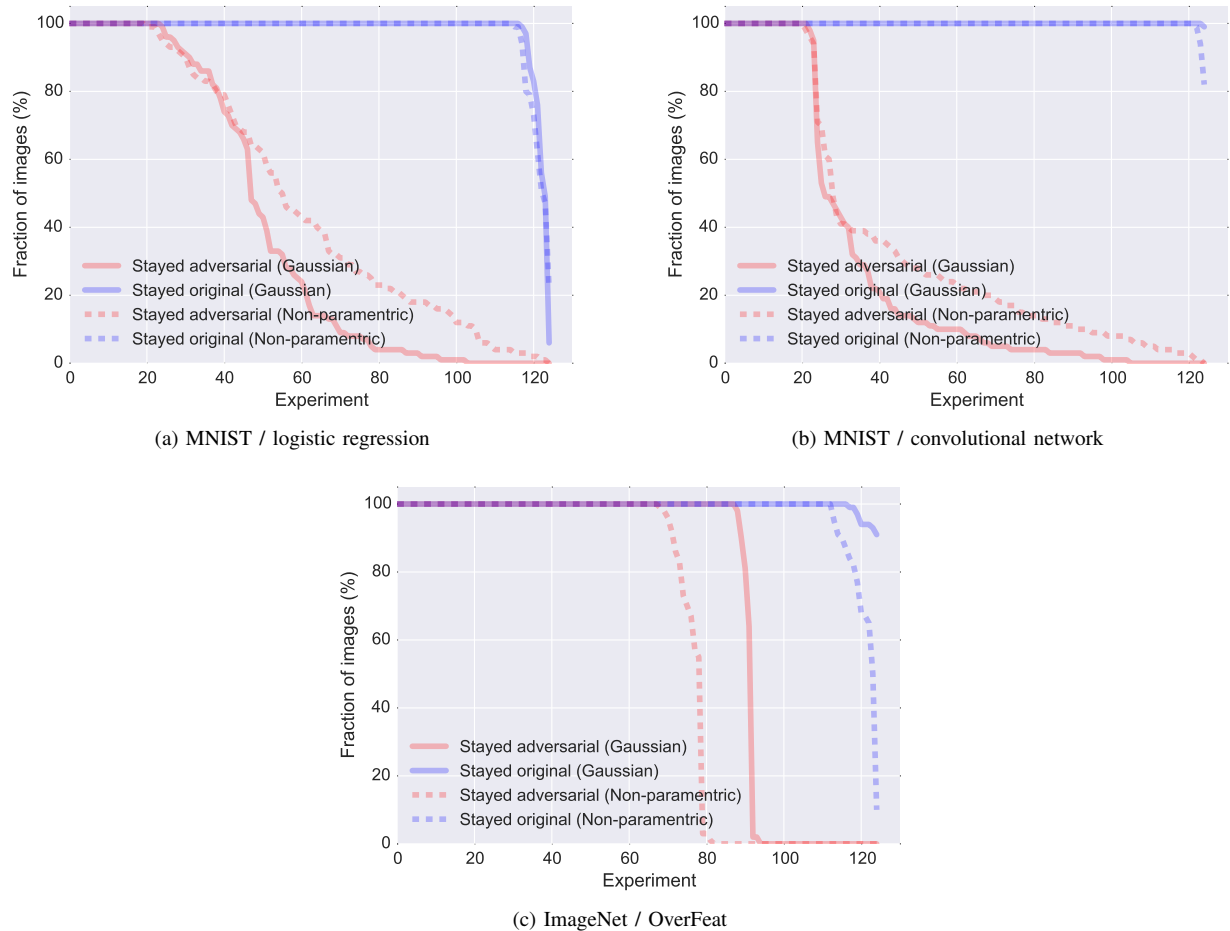 100
80
60
40
20
0
Fraction of images (%)
Stayed adversarial (Gaussian)
Stayed original (Gaussian)
Stayed adversarial (Non-paramentric)
Stayed original (Non-paramentric)
0 20 40 60 80 100 120
Experiment
(a) MNIST / logistic regression
100
80
60
40
20
0
Fraction of images (%)
Stayed adversarial (Gaussian)
Stayed original (Gaussian)
Stayed adversarial (Non-paramentric)
Stayed original (Non-paramentric)
0 20 40 60 80 100 120
Experiment
(b) MNIST / convolutional network
100
80
60
40
20
0
Fraction of images (%)
Stayed adversarial (Gaussian)
Stayed original (Gaussian)
Stayed adversarial (Non-paramentric)
Stayed original (Non-paramentric)
0 20 40 60 80 100 120
Experiment
(c) ImageNet / OverFeat